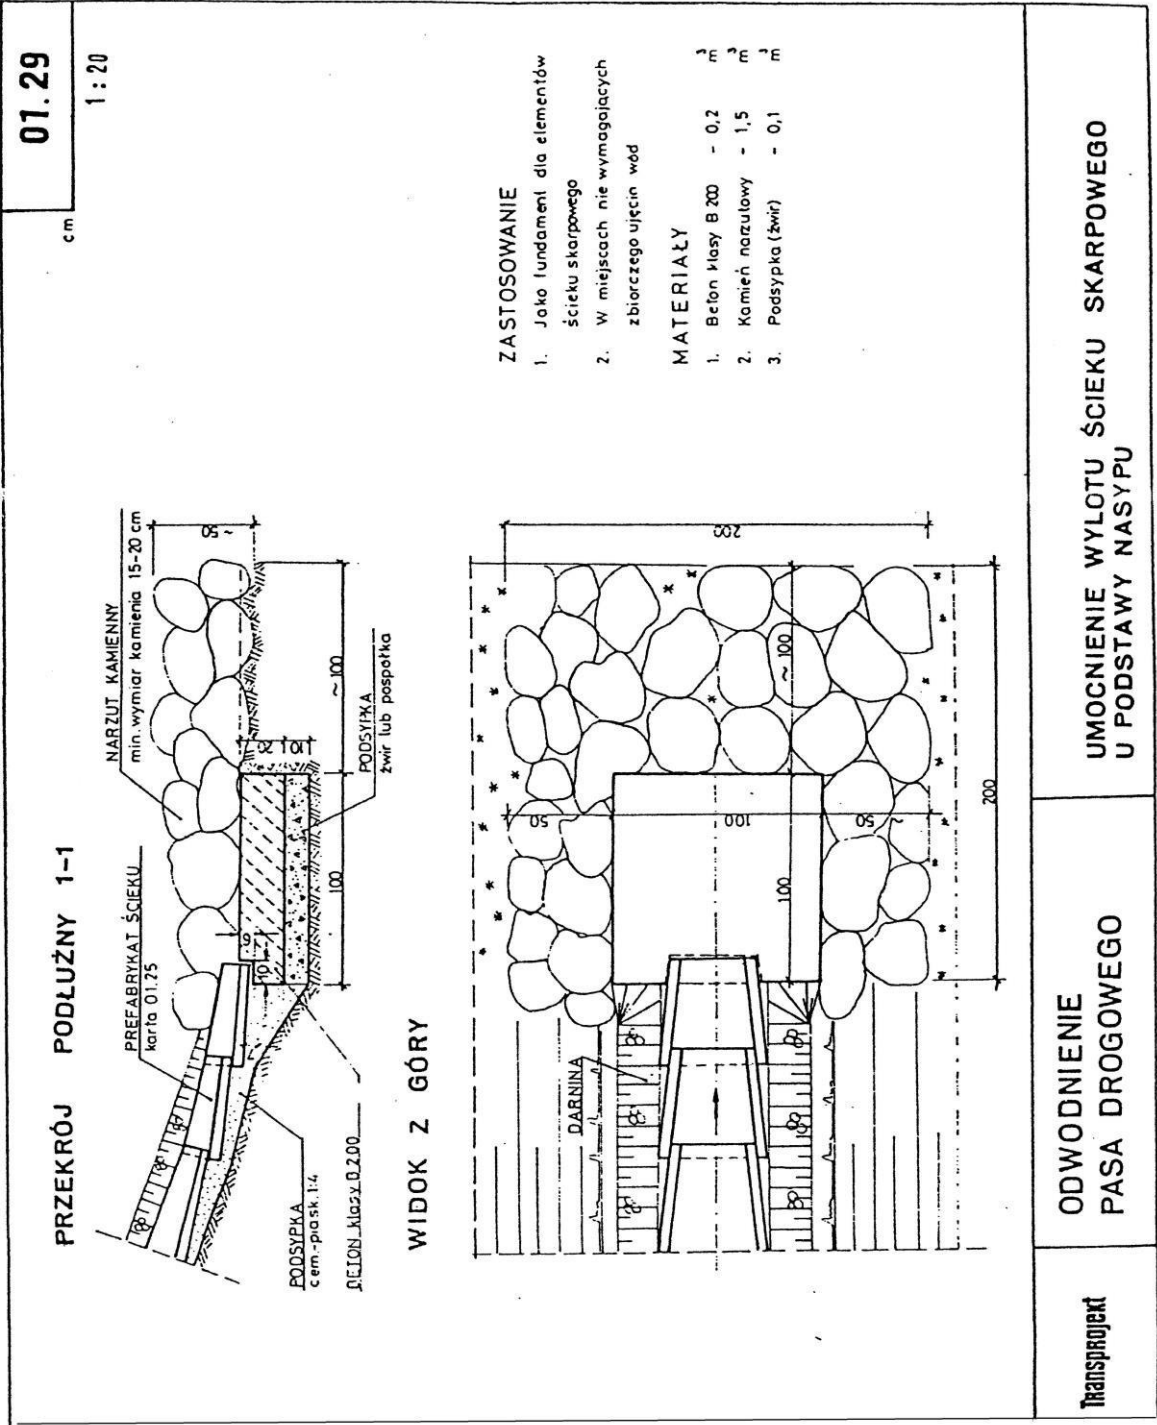 01.29
cm
1:20
PRZEKRÓJ PODŁUŻNY 1-1
PREFABRYKAT ŚCIEKU
karta 01.25
NARZUT KAMIENNY
min. wymiar kamienia 15-20 cm
~ 50
9
10
20
10
100
~ 100
PODSYPKA
żwir lub pospółka
PODSYPKA
cem.-piask. 1:4
BETON klasy B 200
WIDOK Z GÓRY
DARNINA
50
100
~ 50
100
~ 100
200
200
ZASTOSOWANIE
1. Jako fundament dla elementów
ścieku skarpowego
2. W miejscach nie wymagających
zbiorczego ujęcia wód
MATERIAŁY
1. Beton klasy B 200 - 0,2 m³
2. Kamień narzutowy - 1,5 m³
3. Podsypka (żwir) - 0,1 m³
Transprojekt
ODWODNIENIE
PASA DROGOWEGO
UMOCNIENIE WYLOTU ŚCIEKU SKARPOWEGO
U PODSTAWY NASYPU